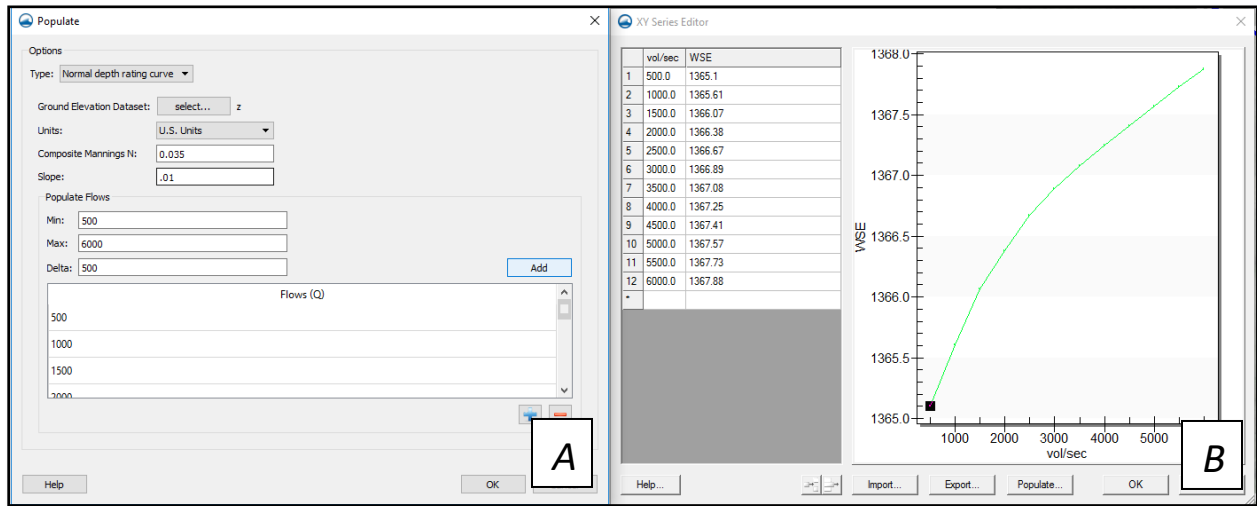 Populate
Options
Type: Normal depth rating curve
Ground Elevation Dataset: select... z
Units: U.S. Units
Composite Mannings N: 0.035
Slope: .01
Populate Flows
Min: 500
Max: 6000
Delta: 500
Add
Flows (Q)
500
1000
1500
2000
Help
OK
A
XY Series Editor
vol/sec WSE
1 500.0 1365.1
2 1000.0 1365.61
3 1500.0 1366.07
4 2000.0 1366.38
5 2500.0 1366.67
6 3000.0 1366.89
7 3500.0 1367.08
8 4000.0 1367.25
9 4500.0 1367.41
10 5000.0 1367.57
11 5500.0 1367.73
12 6000.0 1367.88
*
1368.0
1367.5
1367.0
1366.5
1366.0
1365.5
1365.0
WSE
1000 2000 3000 4000 5000
vol/sec
Help...
Import... Export... Populate... OK
B